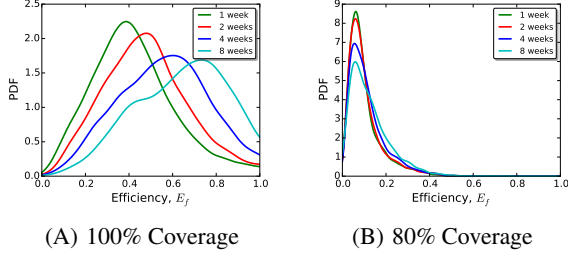 2.5
2.0
1.5
1.0
0.5
0.0
PDF
0.0 0.2 0.4 0.6 0.8 1.0
Efficiency, E_f
1 week
2 weeks
4 weeks
8 weeks
(A) 100% Coverage
9
8
7
6
5
4
3
2
1
0
PDF
0.0 0.2 0.4 0.6 0.8 1.0
Efficiency, E_f
1 week
2 weeks
4 weeks
8 weeks
(B) 80% Coverage